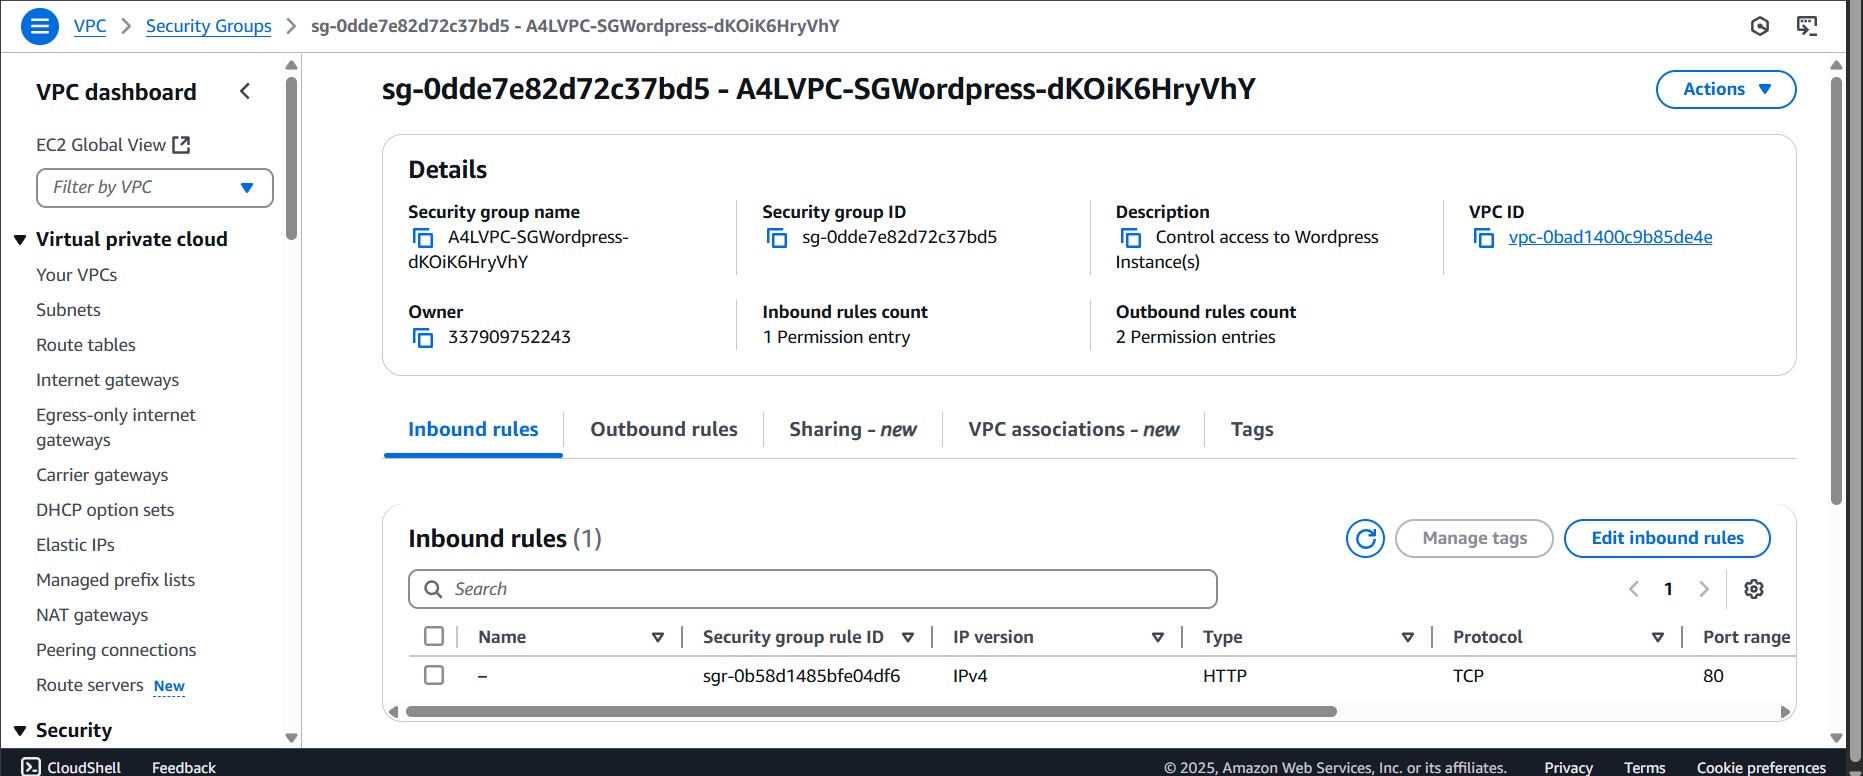 VPC > Security Groups > sg-0dde7e82d72c37bd5 - A4LVPC-SGWordpress-dKOiK6HryVhY
VPC dashboard
EC2 Global View
Filter by VPC
Virtual private cloud
Your VPCs
Subnets
Route tables
Internet gateways
Egress-only internet
gateways
Carrier gateways
DHCP option sets
Elastic IPs
Managed prefix lists
NAT gateways
Peering connections
Route servers New
Security
sg-0dde7e82d72c37bd5 - A4LVPC-SGWordpress-dKOiK6HryVhY
Actions
Details
Security group name
A4LVPC-SGWordpress-
dKOiK6HryVhY
Security group ID
sg-0dde7e82d72c37bd5
Description
Control access to Wordpress
Instance(s)
VPC ID
vpc-0bad1400c9b85de4e
Owner
337909752243
Inbound rules count
1 Permission entry
Outbound rules count
2 Permission entries
Inbound rules
Outbound rules
Sharing - new
VPC associations - new
Tags
Inbound rules (1)
Manage tags
Edit inbound rules
Search
1
Name Security group rule ID IP version Type Protocol Port range
– sgr-0b58d1485bfe04df6 IPv4 HTTP TCP 80
CloudShell Feedback © 2025, Amazon Web Services, Inc. or its affiliates. Privacy Terms Cookie preferences